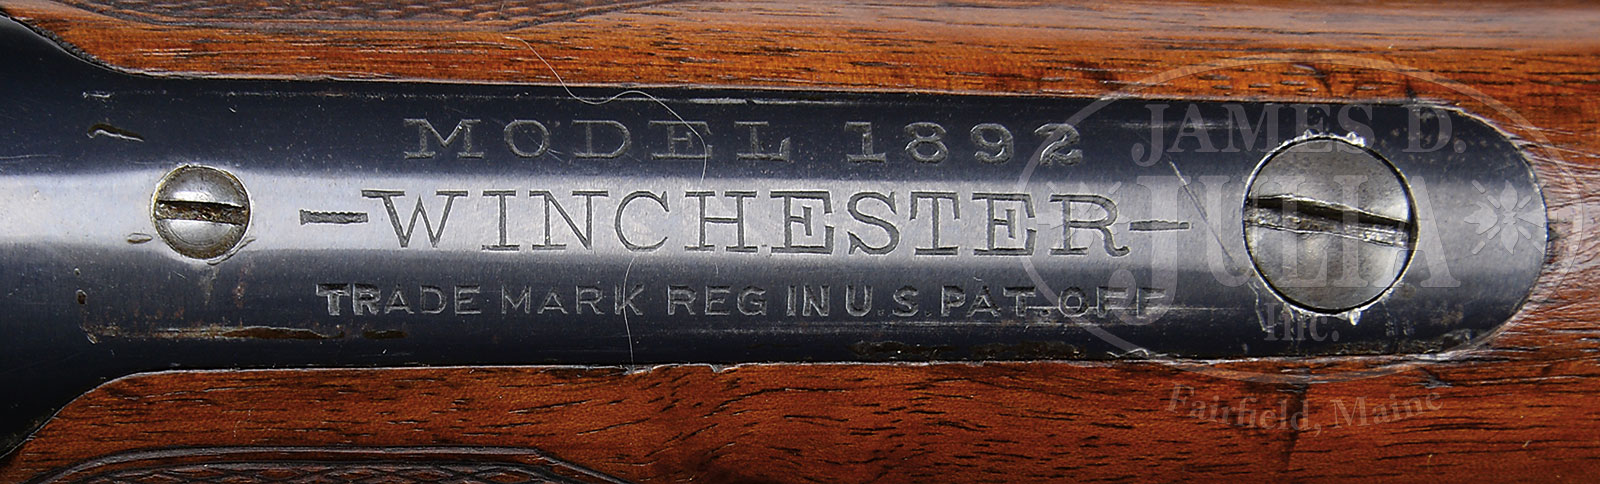 MODEL 1892
-WINCHESTER-
TRADE MARK REG IN U.S. PAT. OFF
JAMES D.
JULIA
Inc.
Fairfield, Maine